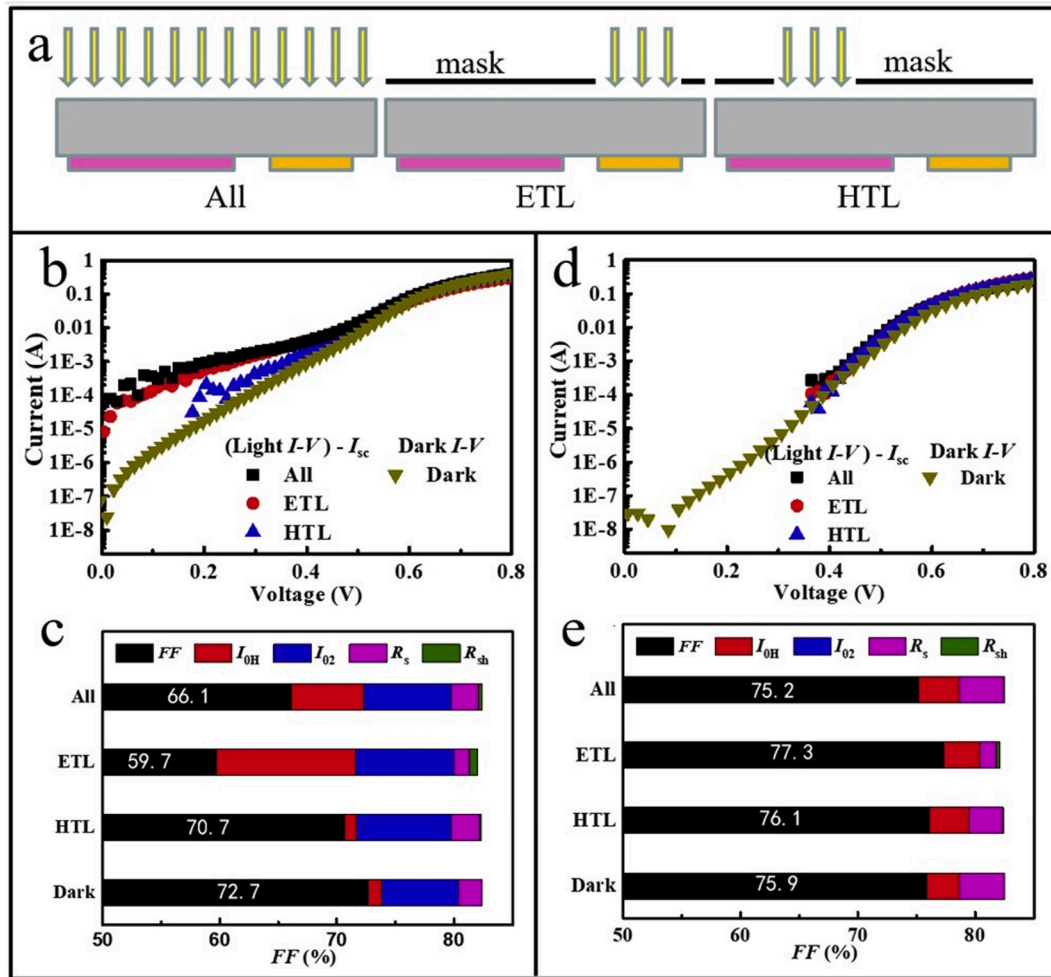 a
mask
mask
All
ETL
HTL
b
Current (A)
1
0.1
0.01
1E-3
1E-4
1E-5
1E-6
1E-7
1E-8
(Light I-V) - Isc Dark I-V
All
Dark
ETL
HTL
0.0 0.2 0.4 0.6 0.8
Voltage (V)
d
Current (A)
1
0.1
0.01
1E-3
1E-4
1E-5
1E-6
1E-7
1E-8
(Light I-V) - Isc Dark I-V
All
Dark
ETL
HTL
0.0 0.2 0.4 0.6 0.8
Voltage (V)
c
FF I0H I02 Rs Rsh
All 66.1
ETL 59.7
HTL 70.7
Dark 72.7
50 60 70 80
FF (%)
e
FF I0H I02 Rs Rsh
All 75.2
ETL 77.3
HTL 76.1
Dark 75.9
50 60 70 80
FF (%)